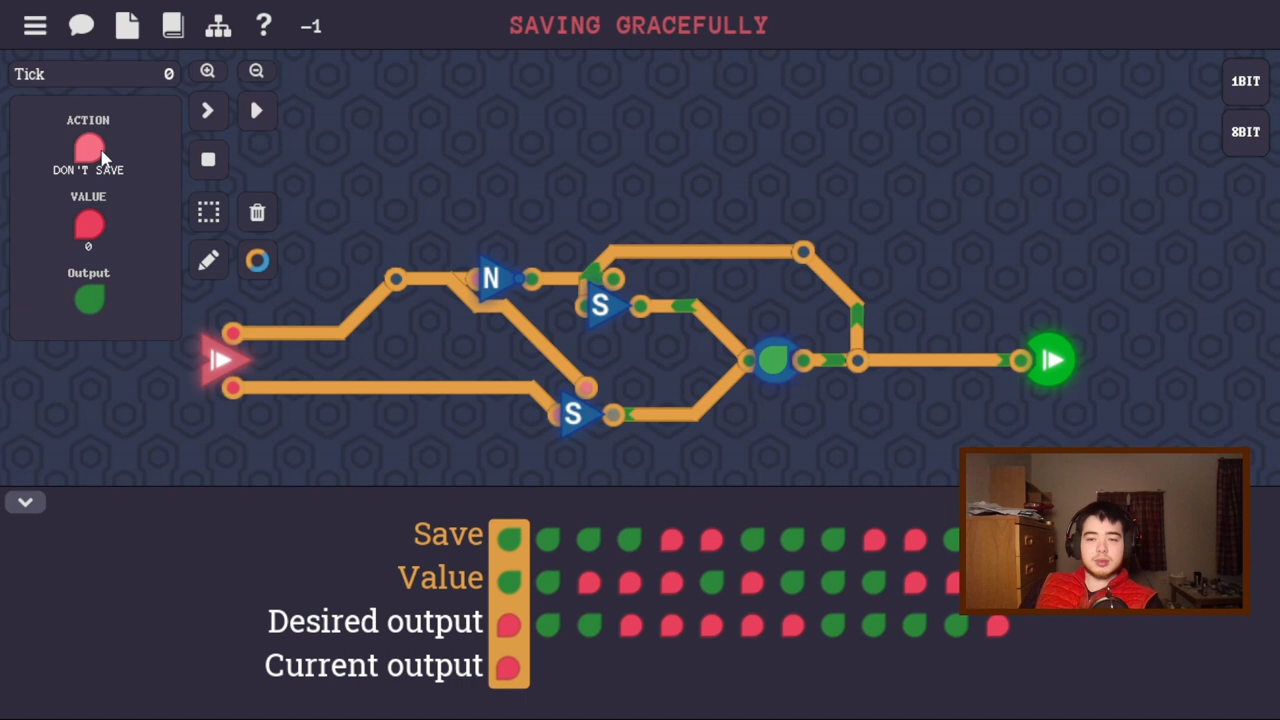 ? -1
SAVING GRACEFULLY
Tick 0
1BIT
8BIT
ACTION
DON'T SAVE
VALUE
0
Output
N
S
S
Save
Value
Desired output
Current output